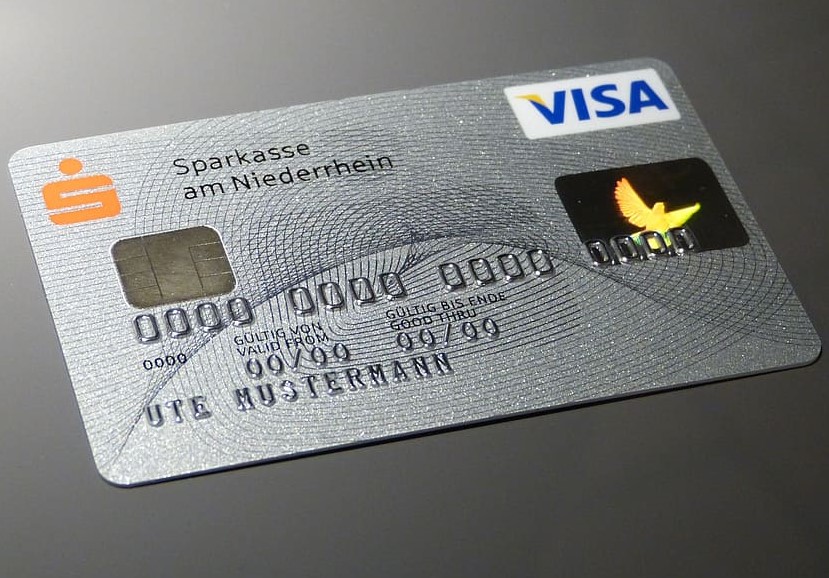 VISA
Sparkasse
am Niederrhein
0000 0000 0000 0000
0000
GÜLTIG VON
VALID FROM
00/00
GÜLTIG BIS ENDE
GOOD THRU
00/00
UTE MUSTERMANN